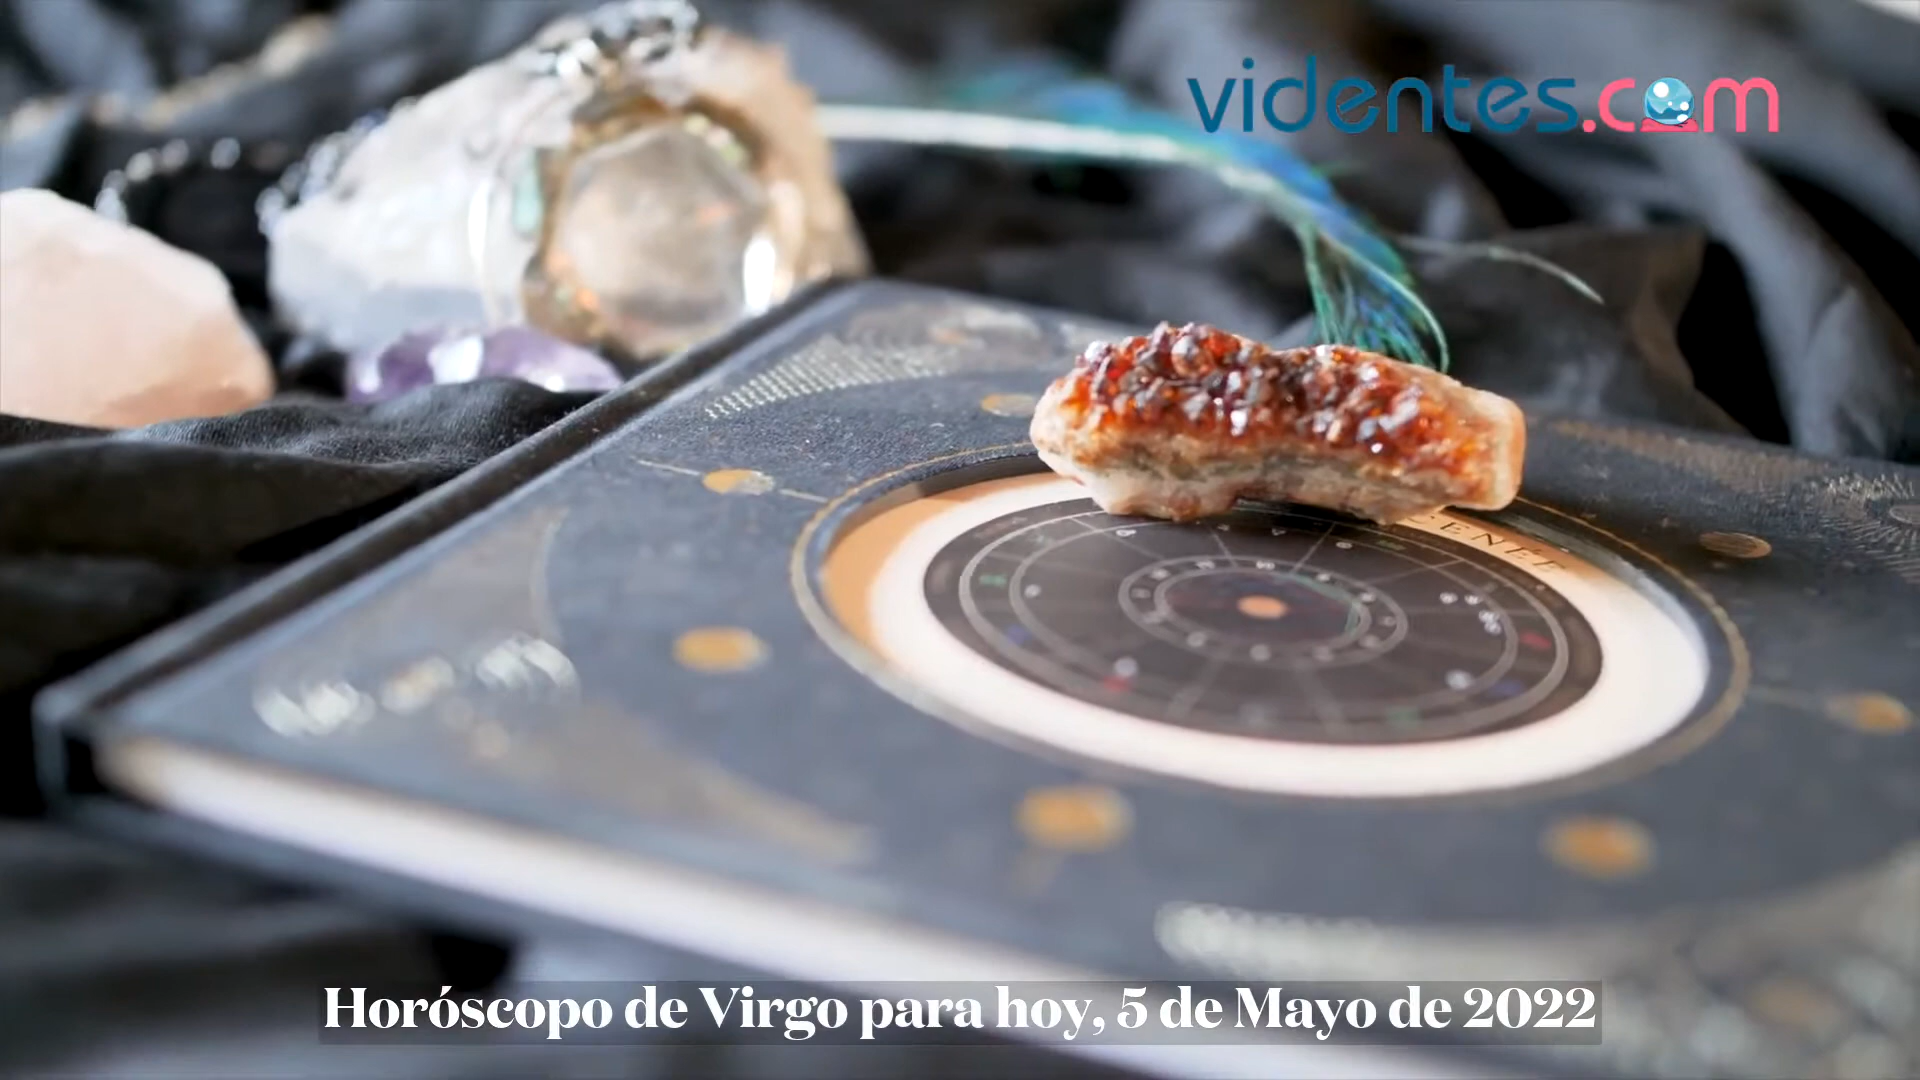 videntes.com
Horóscopo de Virgo para hoy, 5 de Mayo de 2022